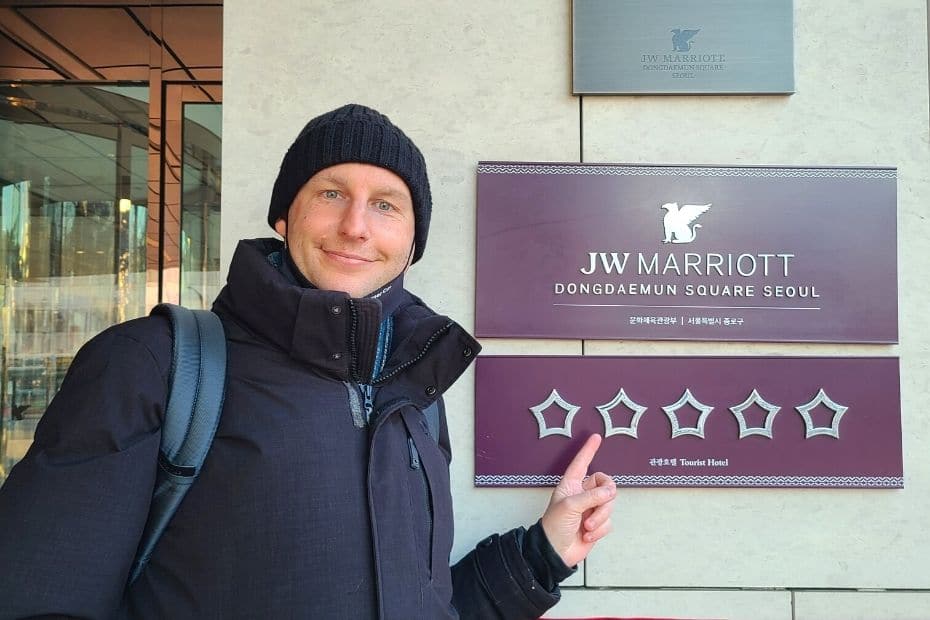 JW MARRIOTT
DONGDAEMUN SQUARE
SEOUL
JW MARRIOTT
DONGDAEMUN SQUARE SEOUL
문화체육관광부 | 서울특별시 종로구
관광호텔 Tourist Hotel